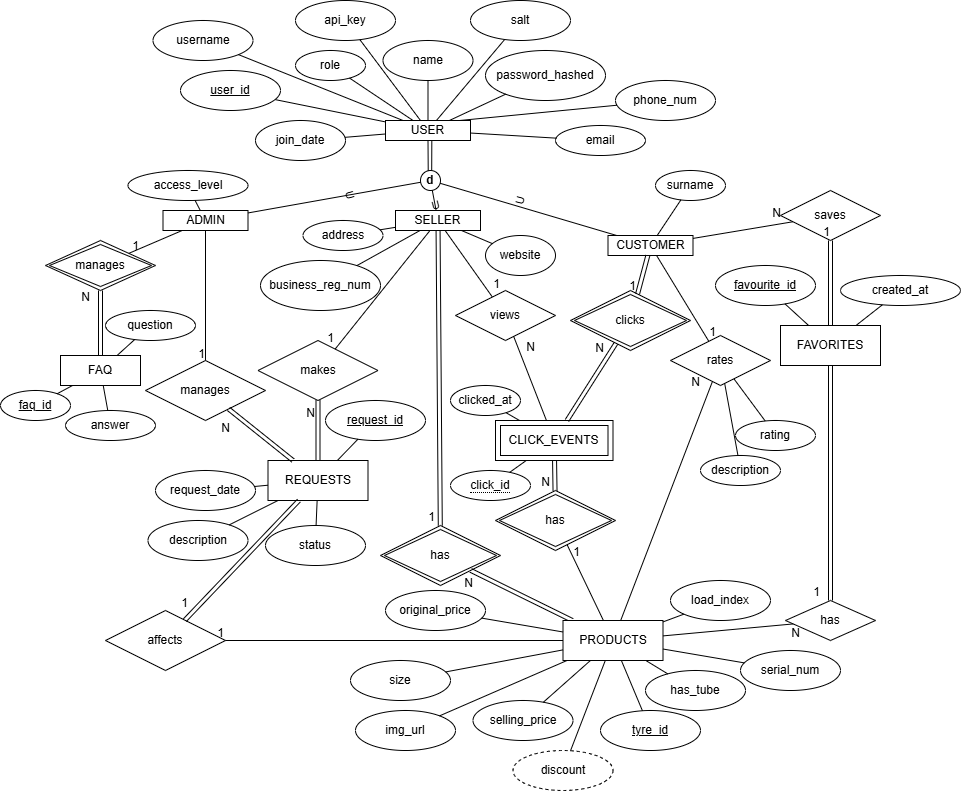 api_key
salt
username
role
name
password_hashed
user_id
phone_num
USER
join_date
email
d
access_level
surname
⊂
∪
⊃
ADMIN
SELLER
N
saves
address
CUSTOMER
1
1
website
manages
business_reg_num
favourite_id
created_at
N
1
1
question
views
clicks
1
1
FAVORITES
N
N
1
rates
FAQ
makes
N
manages
clicked_at
faq_id
N
request_id
answer
N
rating
CLICK_EVENTS
description
REQUESTS
click_id
N
request_date
1
has
description
status
has
1
N
1
load_index
1
original_price
has
1
affects
1
PRODUCTS
N
size
serial_num
has_tube
img_url
selling_price
tyre_id
discount